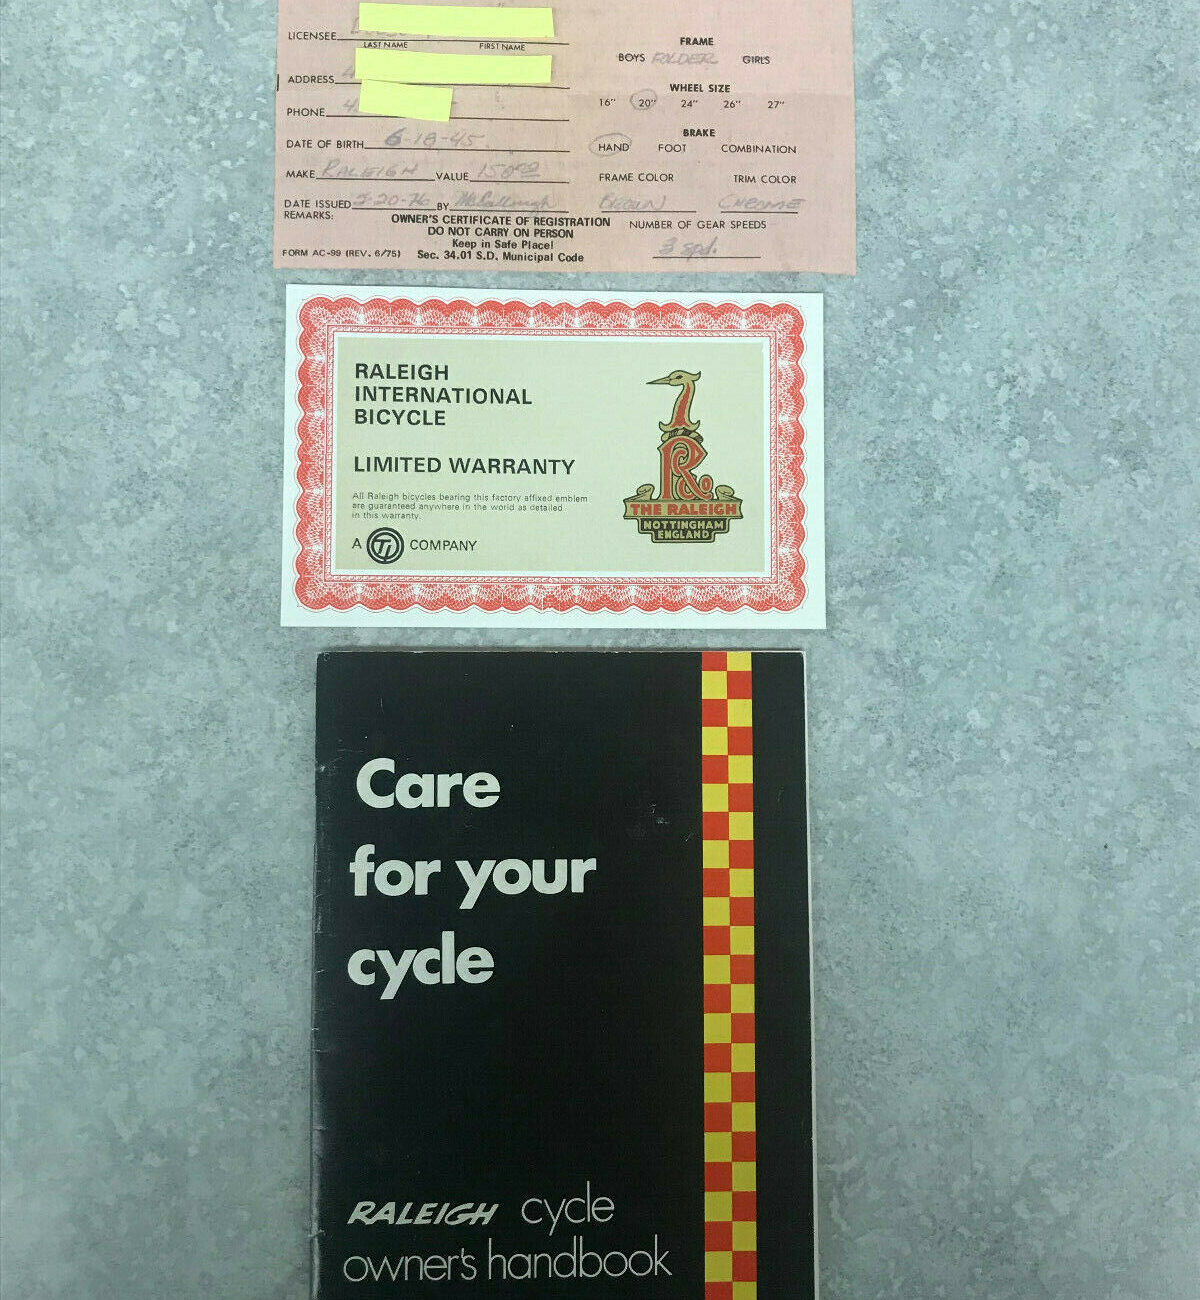 LICENSEE
LAST NAME FIRST NAME
ADDRESS
PHONE
DATE OF BIRTH 6-18-45
MAKE RALEIGH VALUE 150.00
DATE ISSUED 5-20-76 BY McCullough
REMARKS:
OWNER'S CERTIFICATE OF REGISTRATION
DO NOT CARRY ON PERSON
Keep in Safe Place!
FORM AC-99 (REV. 6/75) Sec. 34.01 S.D. Municipal Code
FRAME
BOYS FOLDER GIRLS
WHEEL SIZE
16" 20" 24" 26" 27"
BRAKE
HAND FOOT COMBINATION
FRAME COLOR TRIM COLOR
BROWN CHROME
NUMBER OF GEAR SPEEDS
3 spd.
RALEIGH
INTERNATIONAL
BICYCLE
LIMITED WARRANTY
All Raleigh bicycles bearing this factory affixed emblem
are guaranteed anywhere in the world as detailed
in this warranty.
A TI COMPANY
R
THE RALEIGH
NOTTINGHAM
ENGLAND
Care
for your
cycle
RALEIGH cycle
owner's handbook